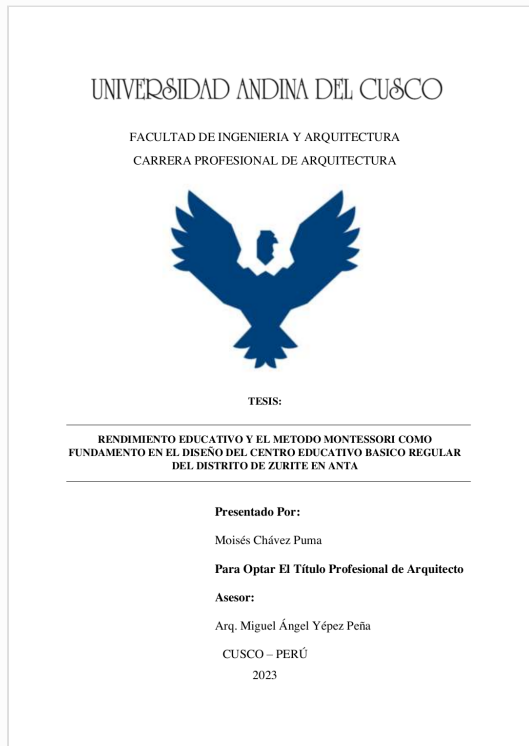 UNIVERSIDAD ANDINA DEL CUSCO
FACULTAD DE INGENIERIA Y ARQUITECTURA
CARRERA PROFESIONAL DE ARQUITECTURA
TESIS:
RENDIMIENTO EDUCATIVO Y EL METODO MONTESSORI COMO
FUNDAMENTO EN EL DISEÑO DEL CENTRO EDUCATIVO BASICO REGULAR
DEL DISTRITO DE ZURITE EN ANTA
Presentado Por:
Moisés Chávez Puma
Para Optar El Título Profesional de Arquitecto
Asesor:
Arq. Miguel Ángel Yépez Peña
CUSCO – PERÚ
2023